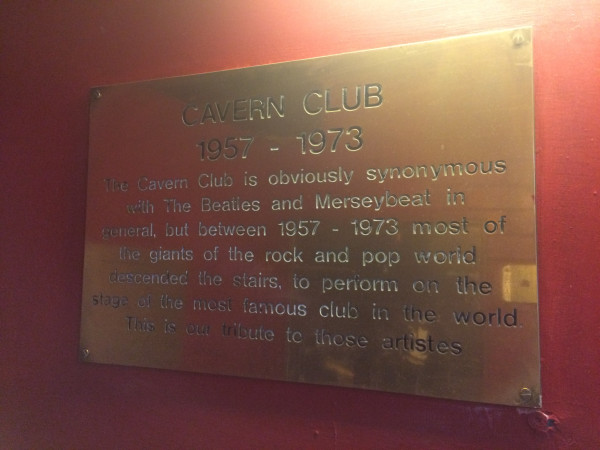 CAVERN CLUB
1957 - 1973
The Cavern Club is obviously synonymous
with The Beatles and Merseybeat in
general, but between 1957 - 1973 most of
the giants of the rock and pop world
descended the stairs, to perform on the
stage of the most famous club in the world.
This is our tribute to those artistes